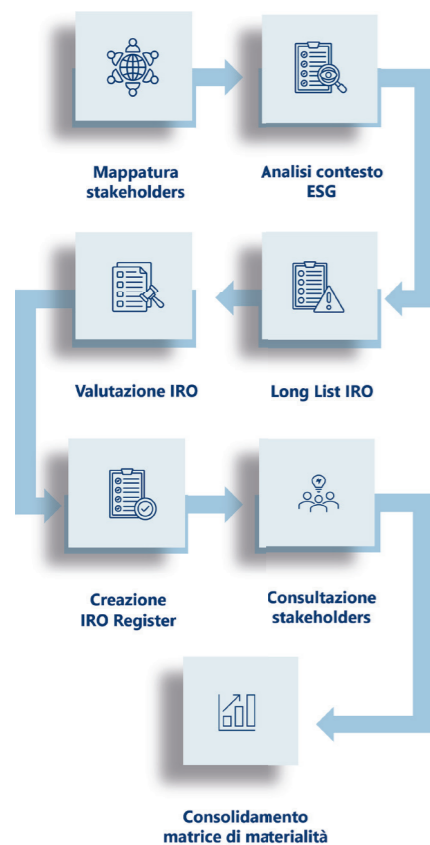 Mappatura
stakeholders
Analisi contesto
ESG
Long List IRO
Valutazione IRO
Creazione
IRO Register
Consultazione
stakeholders
Consolidamento
matrice di materialità